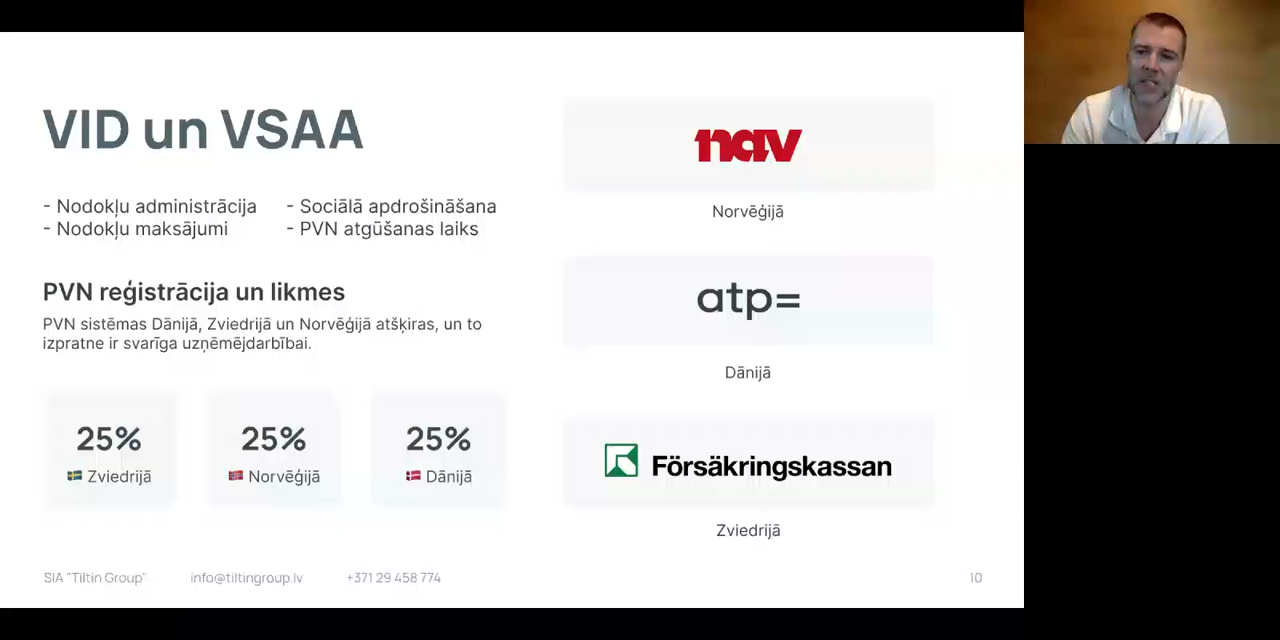 VID un VSAA
- Nodokļu administrācija
- Nodokļu maksājumi
- Sociālā apdrošināšana
- PVN atgūšanas laiks
PVN reģistrācija un likmes
PVN sistēmas Dānijā, Zviedrijā un Norvēģijā atšķiras, un to
izpratne ir svarīga uzņēmējdarbībai.
25%
Zviedrijā
25%
Norvēģijā
25%
Dānijā
nav
Norvēģijā
atp=
Dānijā
Försäkringskassan
Zviedrijā
SIA "Tiltin Group"
info@tiltingroup.lv
+371 29 458 774
10